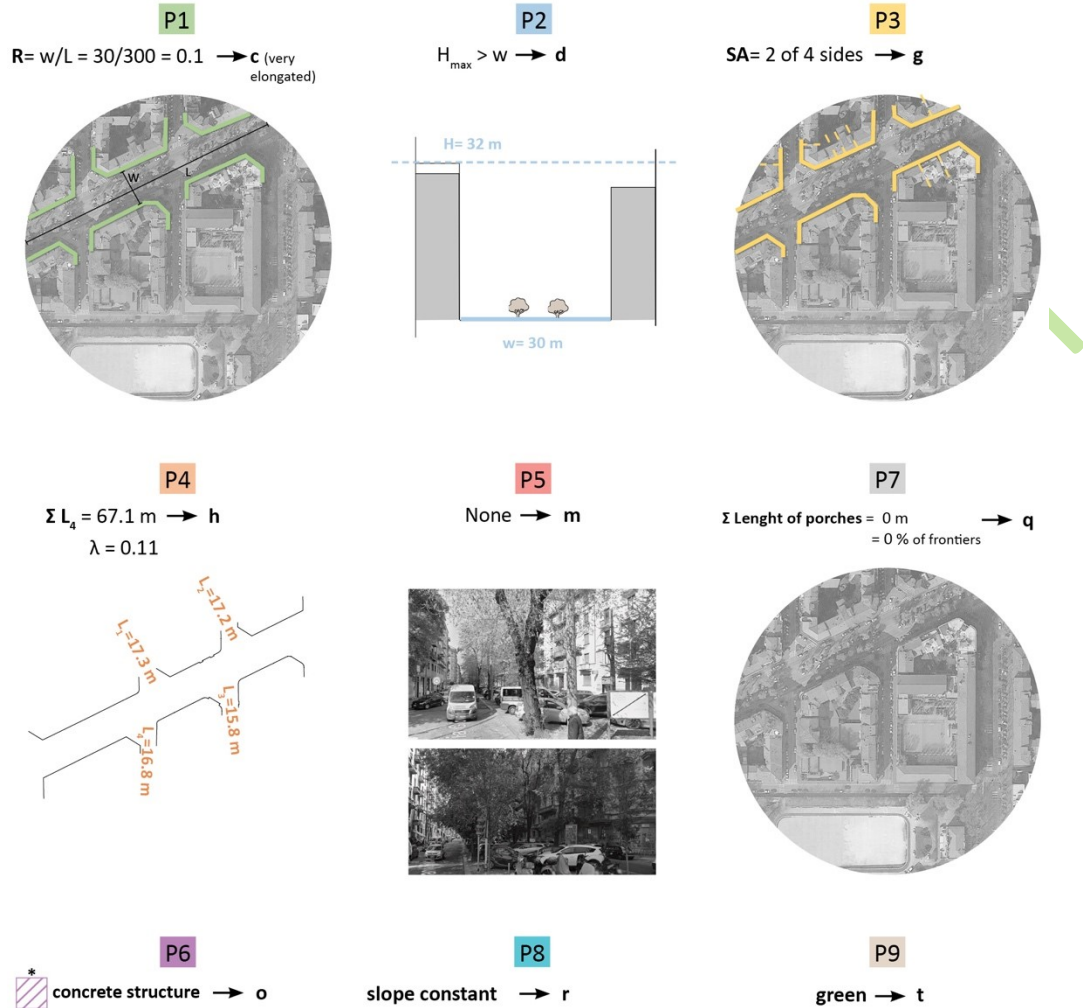 P1
R= w/L = 30/300 = 0.1 → c (very
elongated)
W
L
P2
Hmax > w → d
H= 32 m
w= 30 m
P3
SA= 2 of 4 sides → g
P4
Σ L4 = 67.1 m → h
λ = 0.11
L1=17.3 m
L2=17.2 m
L3=15.8 m
L4=16.8 m
P5
None → m
P7
Σ Lenght of porches = 0 m → q
= 0 % of frontiers
P6
* concrete structure → o
P8
slope constant → r
P9
green → t